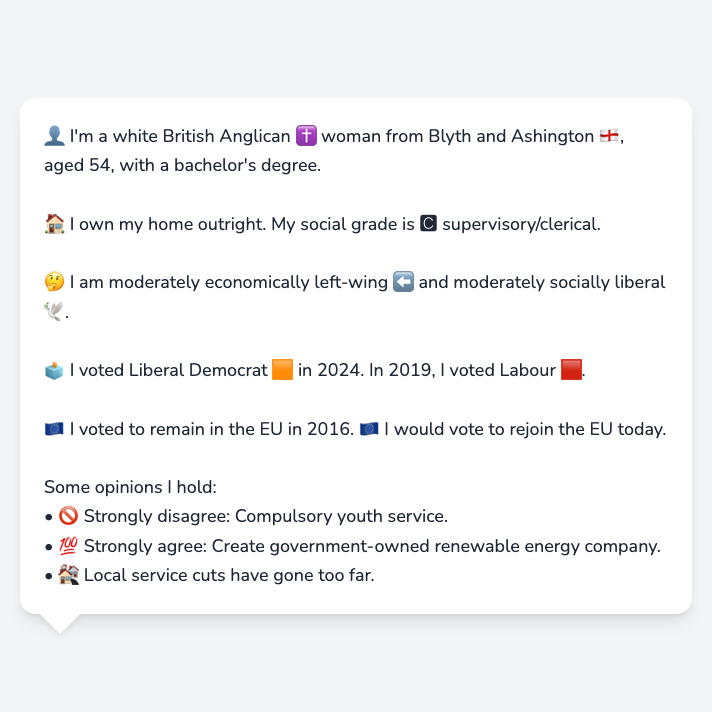 👤 I'm a white British Anglican ✝️ woman from Blyth and Ashington 🏴󠁧󠁢󠁥󠁮󠁧󠁿,
aged 54, with a bachelor's degree.
🏠 I own my home outright. My social grade is 🅲 supervisory/clerical.
🤔 I am moderately economically left-wing ⬅️ and moderately socially liberal
🕊️.
🗳️ I voted Liberal Democrat 🟧 in 2024. In 2019, I voted Labour 🟥.
🇪🇺 I voted to remain in the EU in 2016. 🇪🇺 I would vote to rejoin the EU today.
Some opinions I hold:
• 🚫 Strongly disagree: Compulsory youth service.
• 💯 Strongly agree: Create government-owned renewable energy company.
• 🏘️ Local service cuts have gone too far.